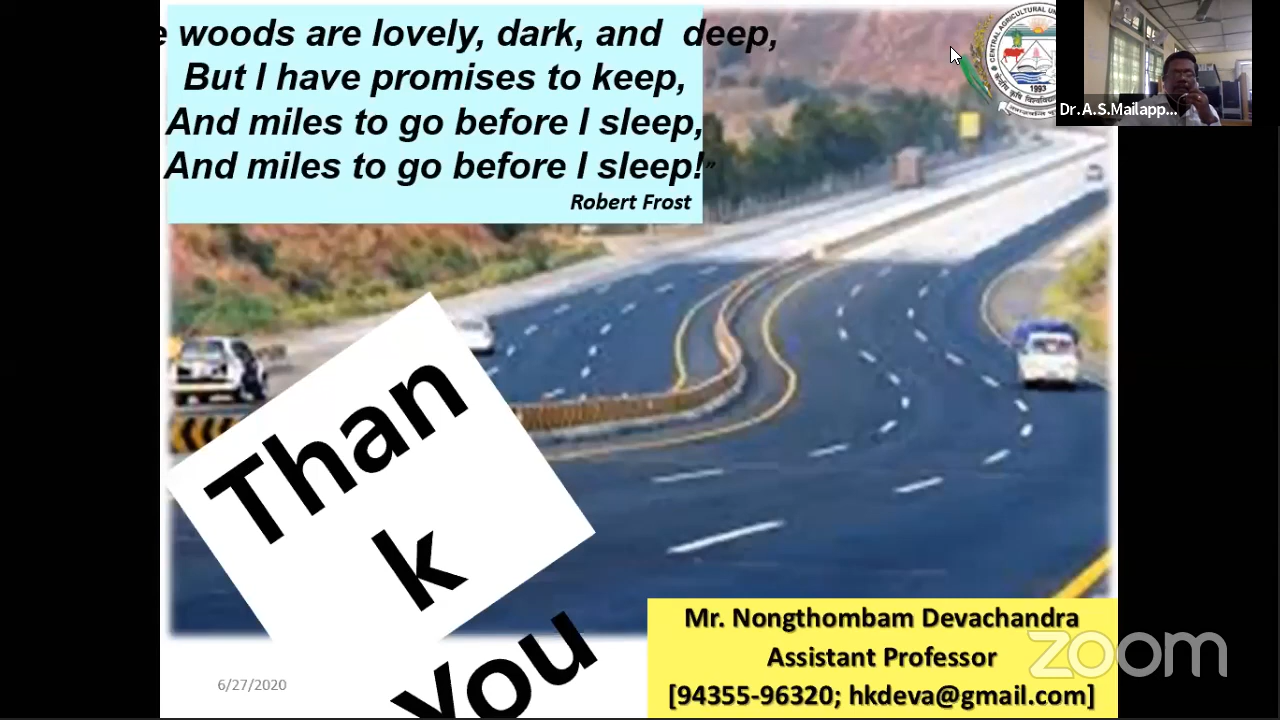 e woods are lovely, dark, and deep,
But I have promises to keep,
And miles to go before I sleep,
And miles to go before I sleep!”
Robert Frost
1993
Dr.A.S.Mailapp...
Than
k
You
Mr. Nongthombam Devachandra
Assistant Professor
[94355-96320; hkdeva@gmail.com]
zoom
6/27/2020